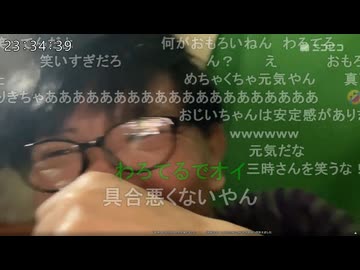 23:34:39
ニコニコ
何がおもろいねん
わろてる
笑いすぎだろ
ん？
え
おもろ
めちゃくちゃ元気やん
真
りきちゃああああああああああああああああああああ
おじいちゃんは安定感がありま
wwwwww
元気だな
わろてるでオイ
三時さんを笑うな！
具合悪くないやん